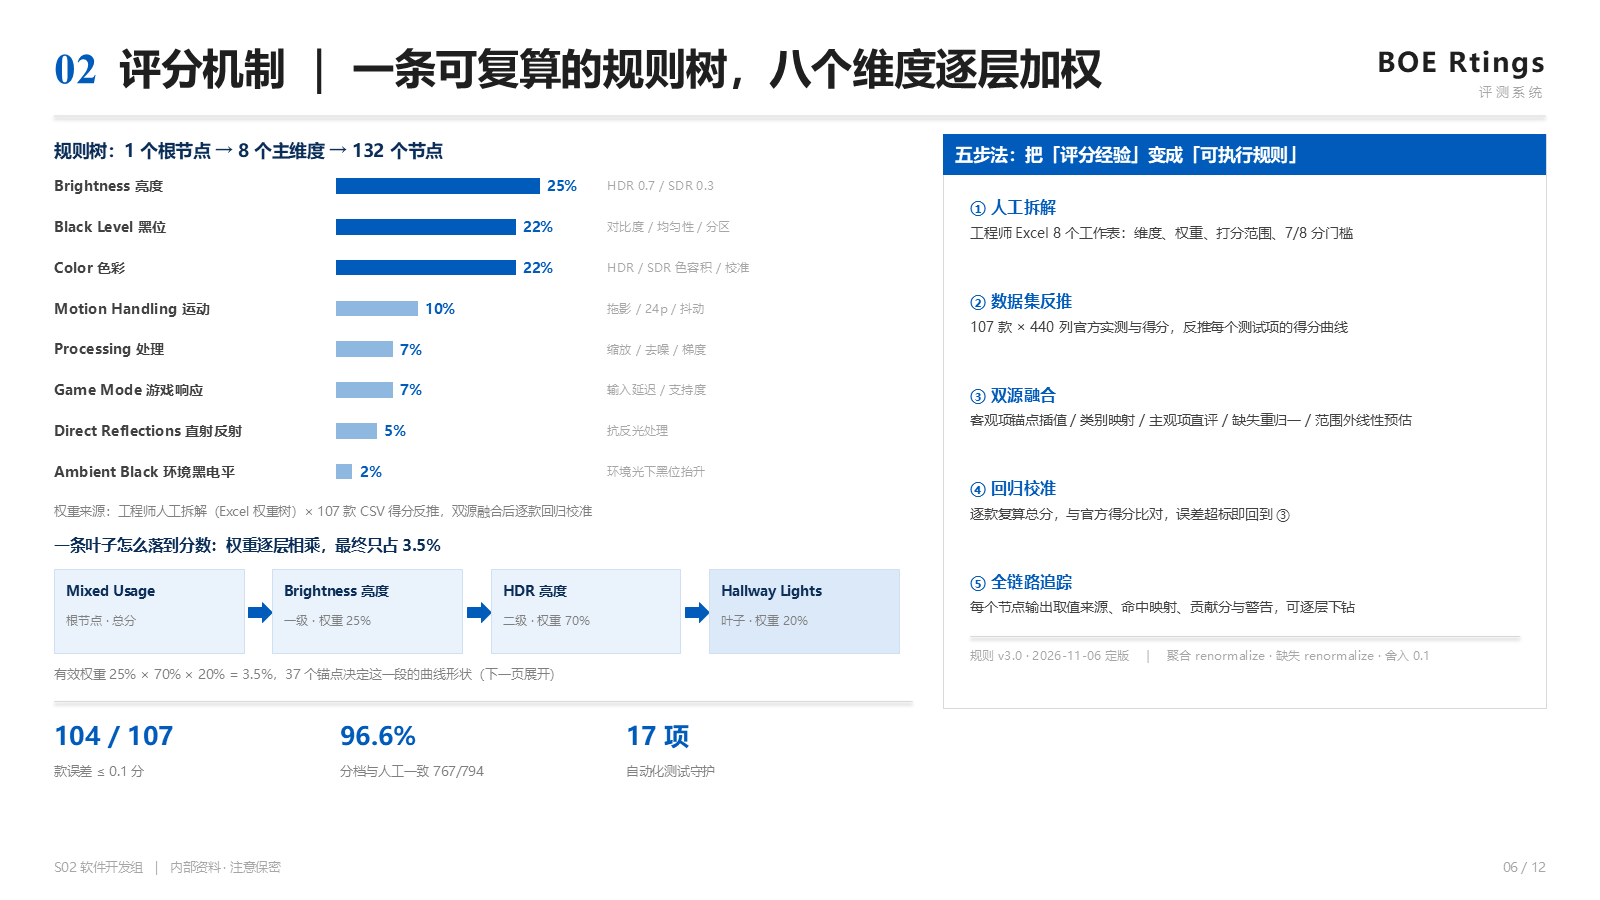 02 评分机制 ｜ 一条可复算的规则树，八个维度逐层加权
BOE Rtings
评测系统
规则树：1 个根节点 → 8 个主维度 → 132 个节点
Brightness 亮度 25% HDR 0.7 / SDR 0.3
Black Level 黑位 22% 对比度 / 均匀性 / 分区
Color 色彩 22% HDR / SDR 色容积 / 校准
Motion Handling 运动 10% 拖影 / 24p / 抖动
Processing 处理 7% 缩放 / 去噪 / 梯度
Game Mode 游戏响应 7% 输入延迟 / 支持度
Direct Reflections 直射反射 5% 抗反光处理
Ambient Black 环境黑电平 2% 环境光下黑位抬升
权重来源：工程师人工拆解（Excel 权重树）× 107 款 CSV 得分反推，双源融合后逐款回归校准
一条叶子怎么落到分数：权重逐层相乘，最终只占 3.5%
Mixed Usage
根节点 · 总分
Brightness 亮度
一级 · 权重 25%
HDR 亮度
二级 · 权重 70%
Hallway Lights
叶子 · 权重 20%
有效权重 25% × 70% × 20% = 3.5%，37 个锚点决定这一段的曲线形状（下一页展开）
104 / 107
款误差 ≤ 0.1 分
96.6%
分档与人工一致 767/794
17 项
自动化测试守护
五步法：把「评分经验」变成「可执行规则」
① 人工拆解
工程师 Excel 8 个工作表：维度、权重、打分范围、7/8 分门槛
② 数据集反推
107 款 × 440 列官方实测与得分，反推每个测试项的得分曲线
③ 双源融合
客观项锚点插值 / 类别映射 / 主观项直评 / 缺失重归一 / 范围外线性预估
④ 回归校准
逐款复算总分，与官方得分比对，误差超标即回到 ③
⑤ 全链路追踪
每个节点输出取值来源、命中映射、贡献分与警告，可逐层下钻
规则 v3.0 · 2026-11-06 定版 ｜ 聚合 renormalize · 缺失 renormalize · 舍入 0.1
S02 软件开发组 ｜ 内部资料 · 注意保密
06 / 12